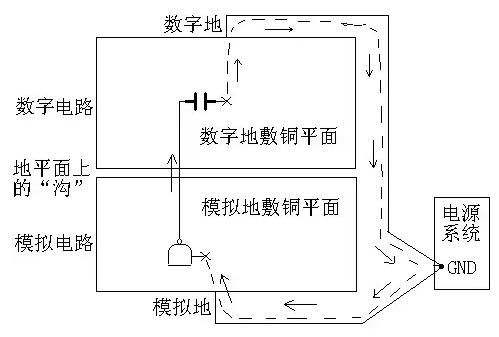 数字地
数字电路
数字地敷铜平面
地平面上
的“沟”
模拟地敷铜平面
模拟电路
模拟地
电源
系统
GND